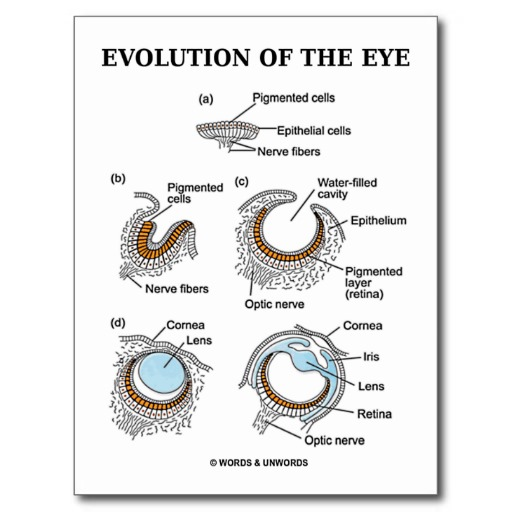 EVOLUTION OF THE EYE
(a)
Pigmented cells
Epithelial cells
Nerve fibers
(b)
Pigmented
cells
Nerve fibers
(c)
Water-filled
cavity
Epithelium
Pigmented
layer
(retina)
Optic nerve
(d)
Cornea
Lens
Cornea
Iris
Lens
Retina
Optic nerve
© WORDS & UNWORDS